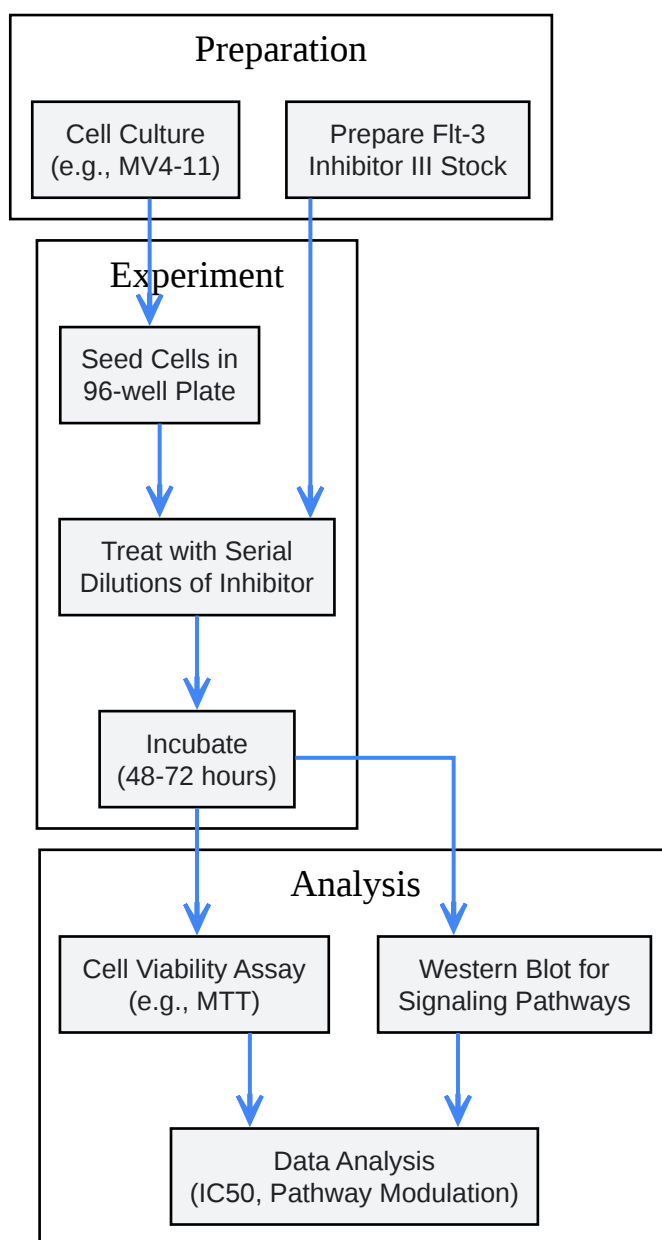 Preparation
Cell Culture
(e.g., MV4-11)
Prepare Flt-3
Inhibitor III Stock
Experiment
Seed Cells in
96-well Plate
Treat with Serial
Dilutions of Inhibitor
Incubate
(48-72 hours)
Analysis
Cell Viability Assay
(e.g., MTT)
Western Blot for
Signaling Pathways
Data Analysis
(IC50, Pathway Modulation)